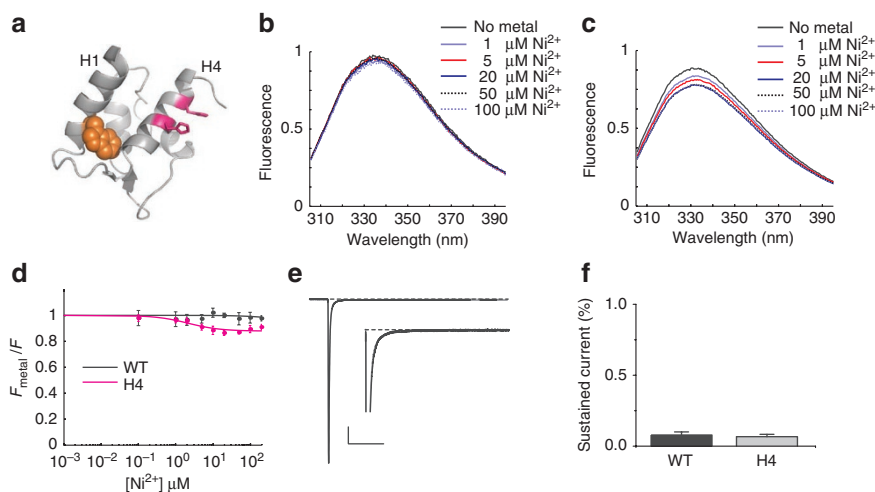 a
H1
H4
b
No metal
1 μM Ni2+
5 μM Ni2+
20 μM Ni2+
50 μM Ni2+
100 μM Ni2+
Fluorescence
1
0.5
0
310 330 350 370 390
Wavelength (nm)
c
No metal
1 μM Ni2+
5 μM Ni2+
20 μM Ni2+
50 μM Ni2+
100 μM Ni2+
Fluorescence
1
0.5
0
310 330 350 370 390
Wavelength (nm)
d
Fmetal/F
1
0.8
0.6
0.4
0.2
0
WT
H4
10−3 10−2 10−1 100 101 102
[Ni2+] μM
e
f
Sustained current (%)
1.0
0.5
0.0
WT H4